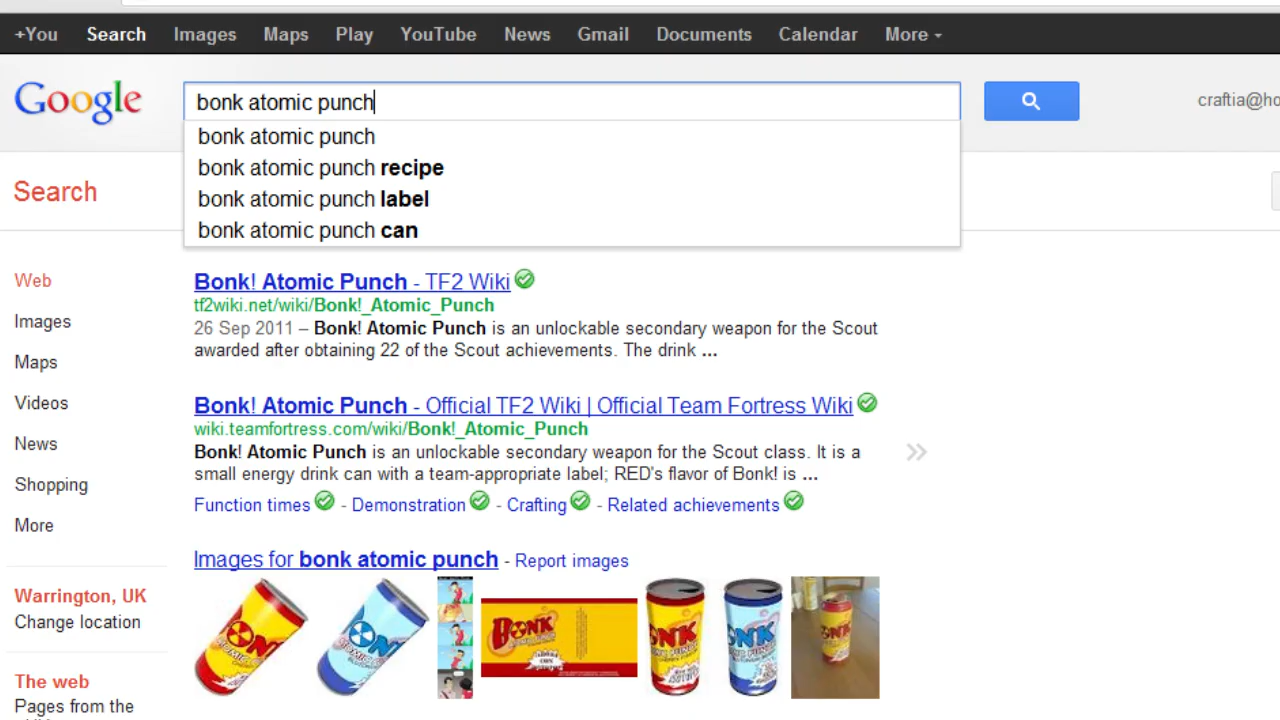 +You Search Images Maps Play YouTube News Gmail Documents Calendar More
Google
bonk atomic punch
craftia@ho
bonk atomic punch
bonk atomic punch recipe
bonk atomic punch label
bonk atomic punch can
Search
Web
Images
Maps
Videos
News
Shopping
More
Warrington, UK
Change location
The web
Pages from the
Bonk! Atomic Punch - TF2 Wiki
tf2wiki.net/wiki/Bonk!_Atomic_Punch
26 Sep 2011 – Bonk! Atomic Punch is an unlockable secondary weapon for the Scout
awarded after obtaining 22 of the Scout achievements. The drink ...
Bonk! Atomic Punch - Official TF2 Wiki | Official Team Fortress Wiki
wiki.teamfortress.com/wiki/Bonk!_Atomic_Punch
Bonk! Atomic Punch is an unlockable secondary weapon for the Scout class. It is a
small energy drink can with a team-appropriate label; RED's flavor of Bonk! is ...
Function times - Demonstration - Crafting - Related achievements
Images for bonk atomic punch - Report images
BONK